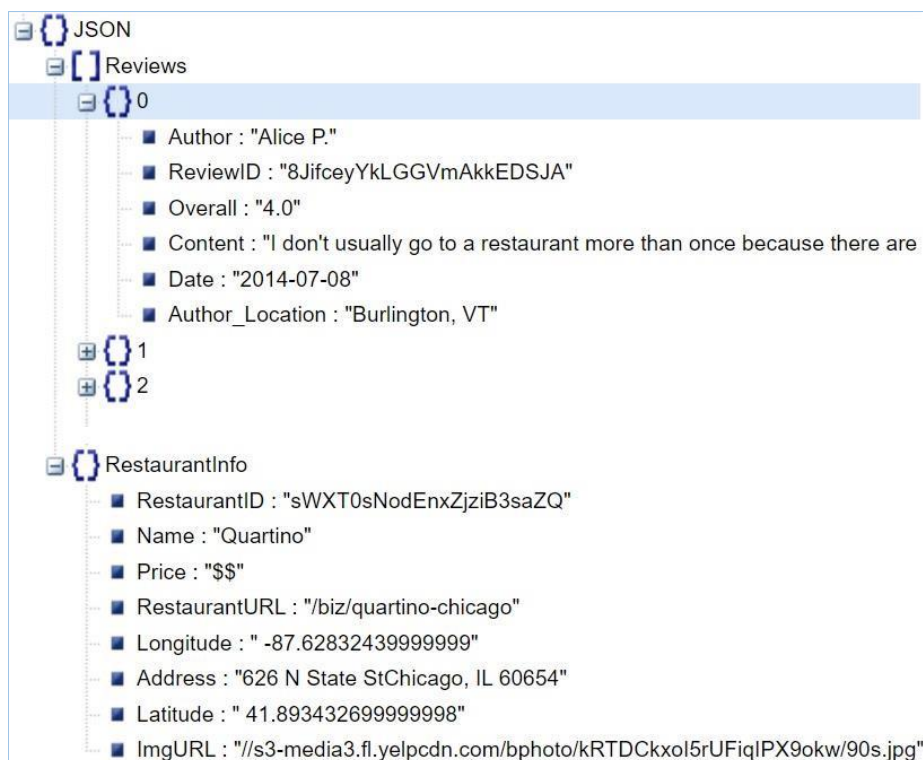 JSON
Reviews
0
Author : "Alice P."
ReviewID : "8JifceyYkLGGVmAkkEDSJA"
Overall : "4.0"
Content : "I don't usually go to a restaurant more than once because there are
Date : "2014-07-08"
Author_Location : "Burlington, VT"
1
2
RestaurantInfo
RestaurantID : "sWXT0sNodEnxZjziB3saZQ"
Name : "Quartino"
Price : "$$"
RestaurantURL : "/biz/quartino-chicago"
Longitude : " -87.62832439999999"
Address : "626 N State StChicago, IL 60654"
Latitude : " 41.893432699999998"
ImgURL : "//s3-media3.fl.yelpcdn.com/bphoto/kRTDCkxoI5rUFiqIPX9okw/90s.jpg"